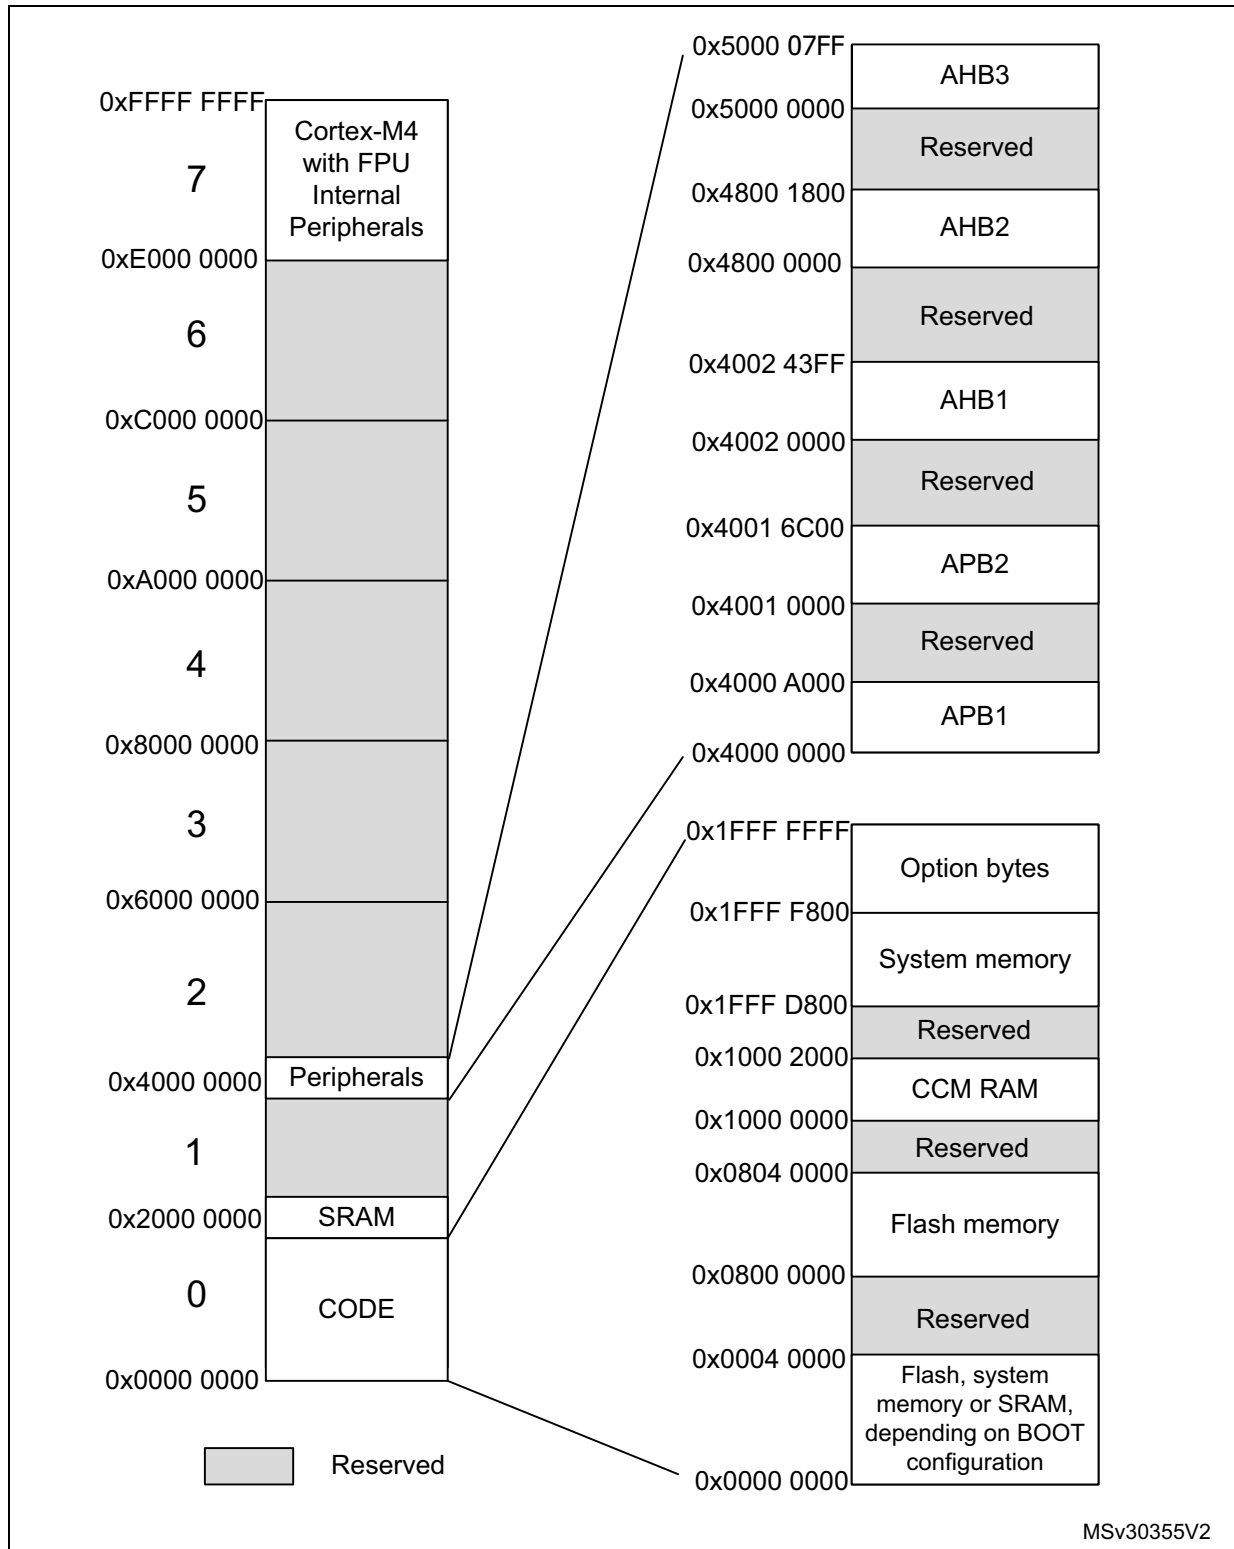 0xFFFF FFFF
Cortex-M4
with FPU
Internal
Peripherals
7
0xE000 0000
6
0xC000 0000
5
0xA000 0000
4
0x8000 0000
3
0x6000 0000
2
0x4000 0000
Peripherals
1
0x2000 0000
SRAM
0
CODE
0x0000 0000
Reserved
0x5000 07FF
AHB3
0x5000 0000
Reserved
0x4800 1800
AHB2
0x4800 0000
Reserved
0x4002 43FF
AHB1
0x4002 0000
Reserved
0x4001 6C00
APB2
0x4001 0000
Reserved
0x4000 A000
APB1
0x4000 0000
0x1FFF FFFF
Option bytes
0x1FFF F800
System memory
0x1FFF D800
Reserved
0x1000 2000
CCM RAM
0x1000 0000
Reserved
0x0804 0000
Flash memory
0x0800 0000
Reserved
0x0004 0000
Flash, system
memory or SRAM,
depending on BOOT
configuration
0x0000 0000
MSv30355V2